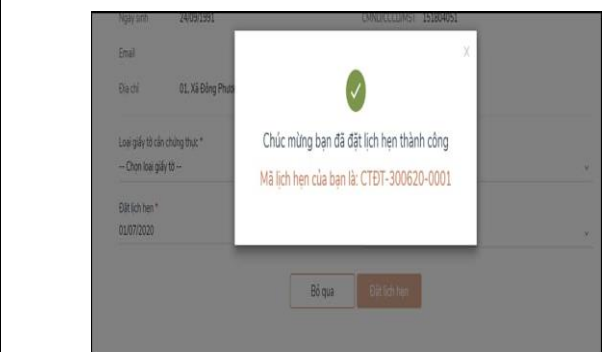 Ngày sinh 24/09/1991 CMND/CCCD/MST 151804051
Email
Địa chỉ 01, Xã Đông Phươ
X
Chúc mừng bạn đã đặt lịch hẹn thành công
Mã lịch hẹn của bạn là: CTĐT-300620-0001
Loại giấy tờ cần chứng thực *
-- Chọn loại giấy tờ --
Đặt lịch hẹn *
01/07/2020
Bỏ qua Đặt lịch hẹn